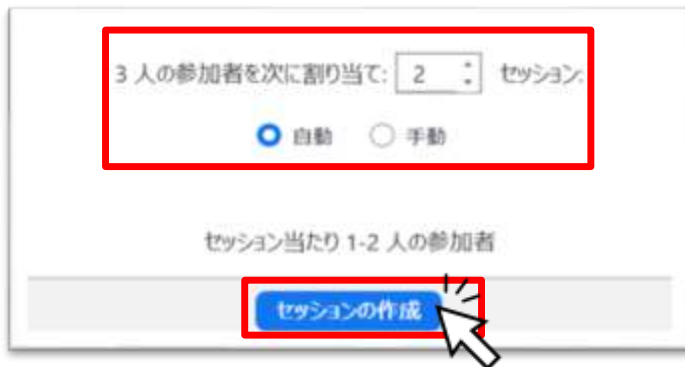 3 人の参加者を次に割り当て: 2 セッション:
自動 手動
セッション当たり 1-2 人の参加者
セッションの作成